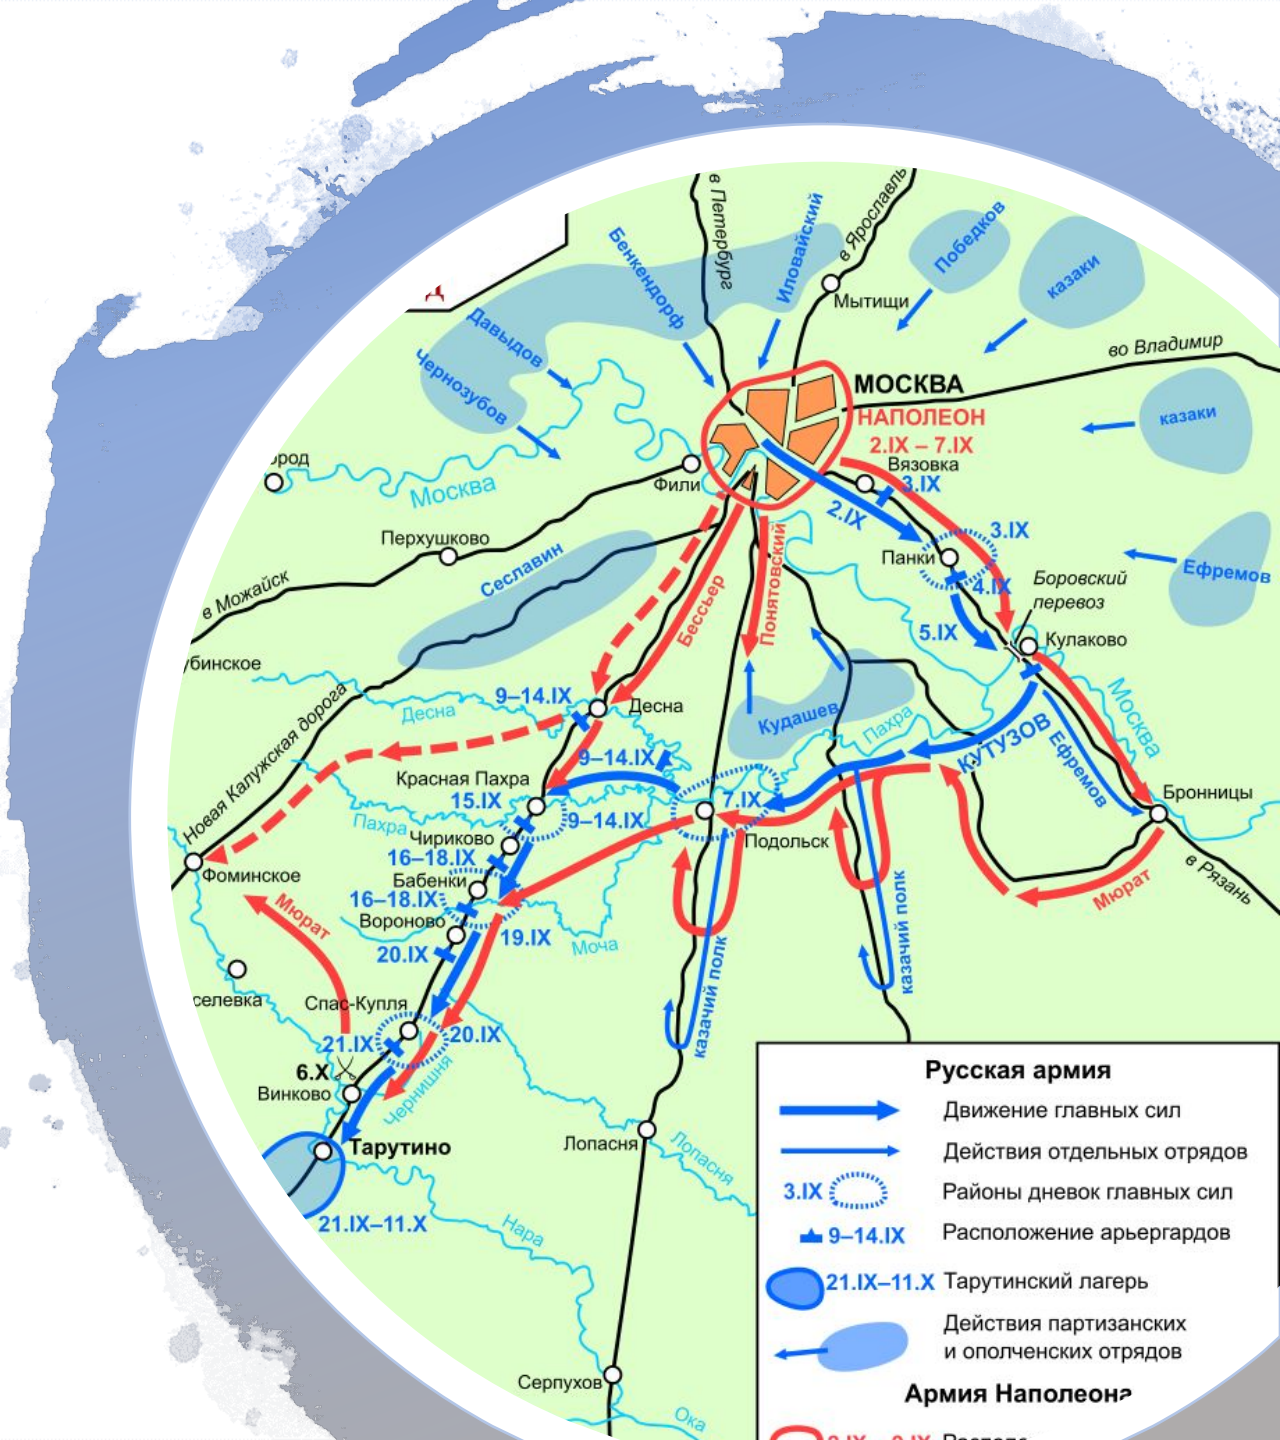 в Петербург
Иловайский
в Ярославль
Бенкендорф
Победков
казаки
Мытищи
Давыдов
Чернозубов
во Владимир
МОСКВА
НАПОЛЕОН
2.IX – 7.IX
казаки
Вязовка
3.IX
Фили
Москва
2.IX
3.IX
Перхушково
Панки
4.IX
Боровский
перевоз
Ефремов
Сеславин
в Можайск
Бессьер
Понятовский
5.IX
Кулаково
Москва
9–14.IX
Десна
Десна
Кудашев
Пахра
КУТУЗОВ
Ефремов
Новая Калужская дорога
9–14.IX
Красная Пахра
15.IX
9–14.IX
7.IX
Бронницы
Пахра
Чириково
16–18.IX
Подольск
в Рязань
Фоминское
Бабенки
16–18.IX
Мюрат
Мюрат
Вороново
20.IX
19.IX
Моча
казачий полк
казачий полк
селевка
Спас-Купля
21.IX
20.IX
6.X
Винково
Чернишня
Тарутино
Лопасня
Лопасня
21.IX–11.X
Нара
Серпухов
Ока
Русская армия
Движение главных сил
Действия отдельных отрядов
3.IX Районы дневок главных сил
9–14.IX Расположение арьергардов
21.IX–11.X Тарутинский лагерь
Действия партизанских
и ополченских отрядов
Армия Наполеона